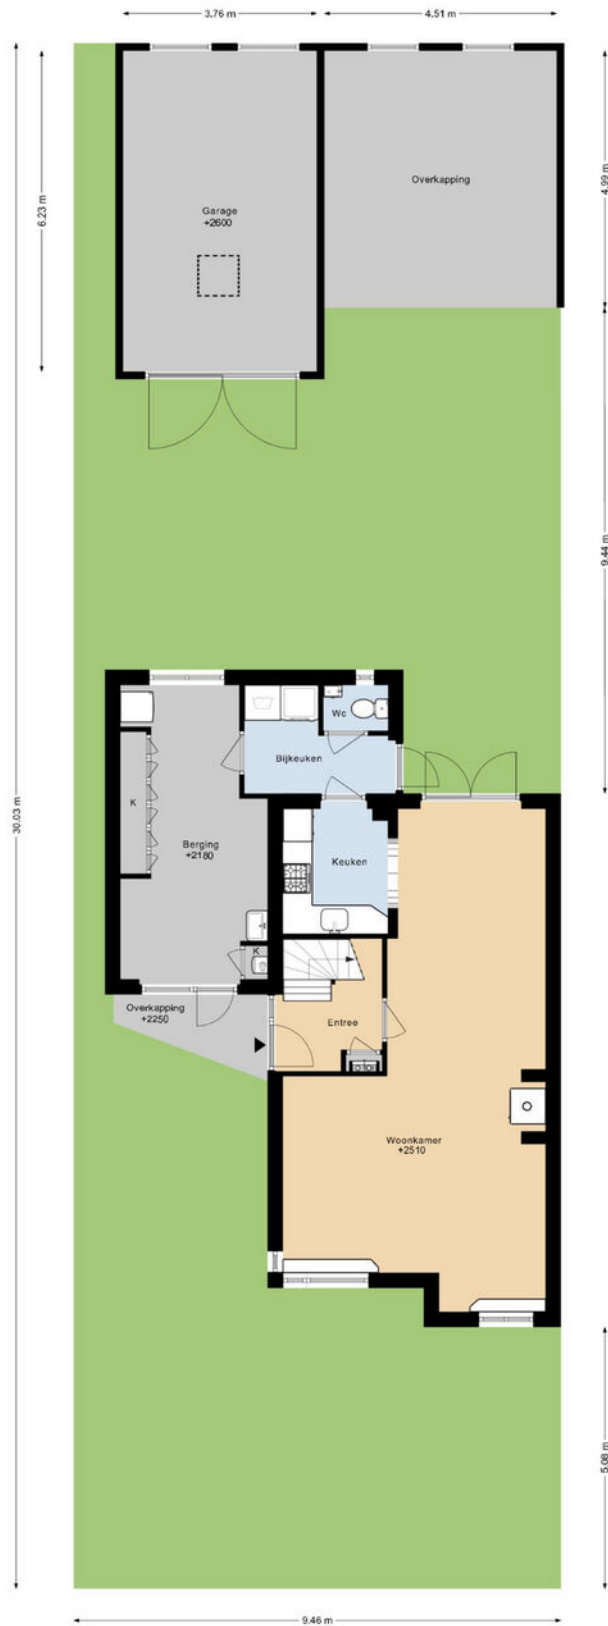 3.76 m
4.51 m
6.23 m
4.99 m
Garage
+2600
Overkapping
9.44 m
30.03 m
Wc
Bijkeuken
K
Berging
+2180
Keuken
K
Overkapping
+2250
Entree
Woonkamer
+2510
5.08 m
9.46 m